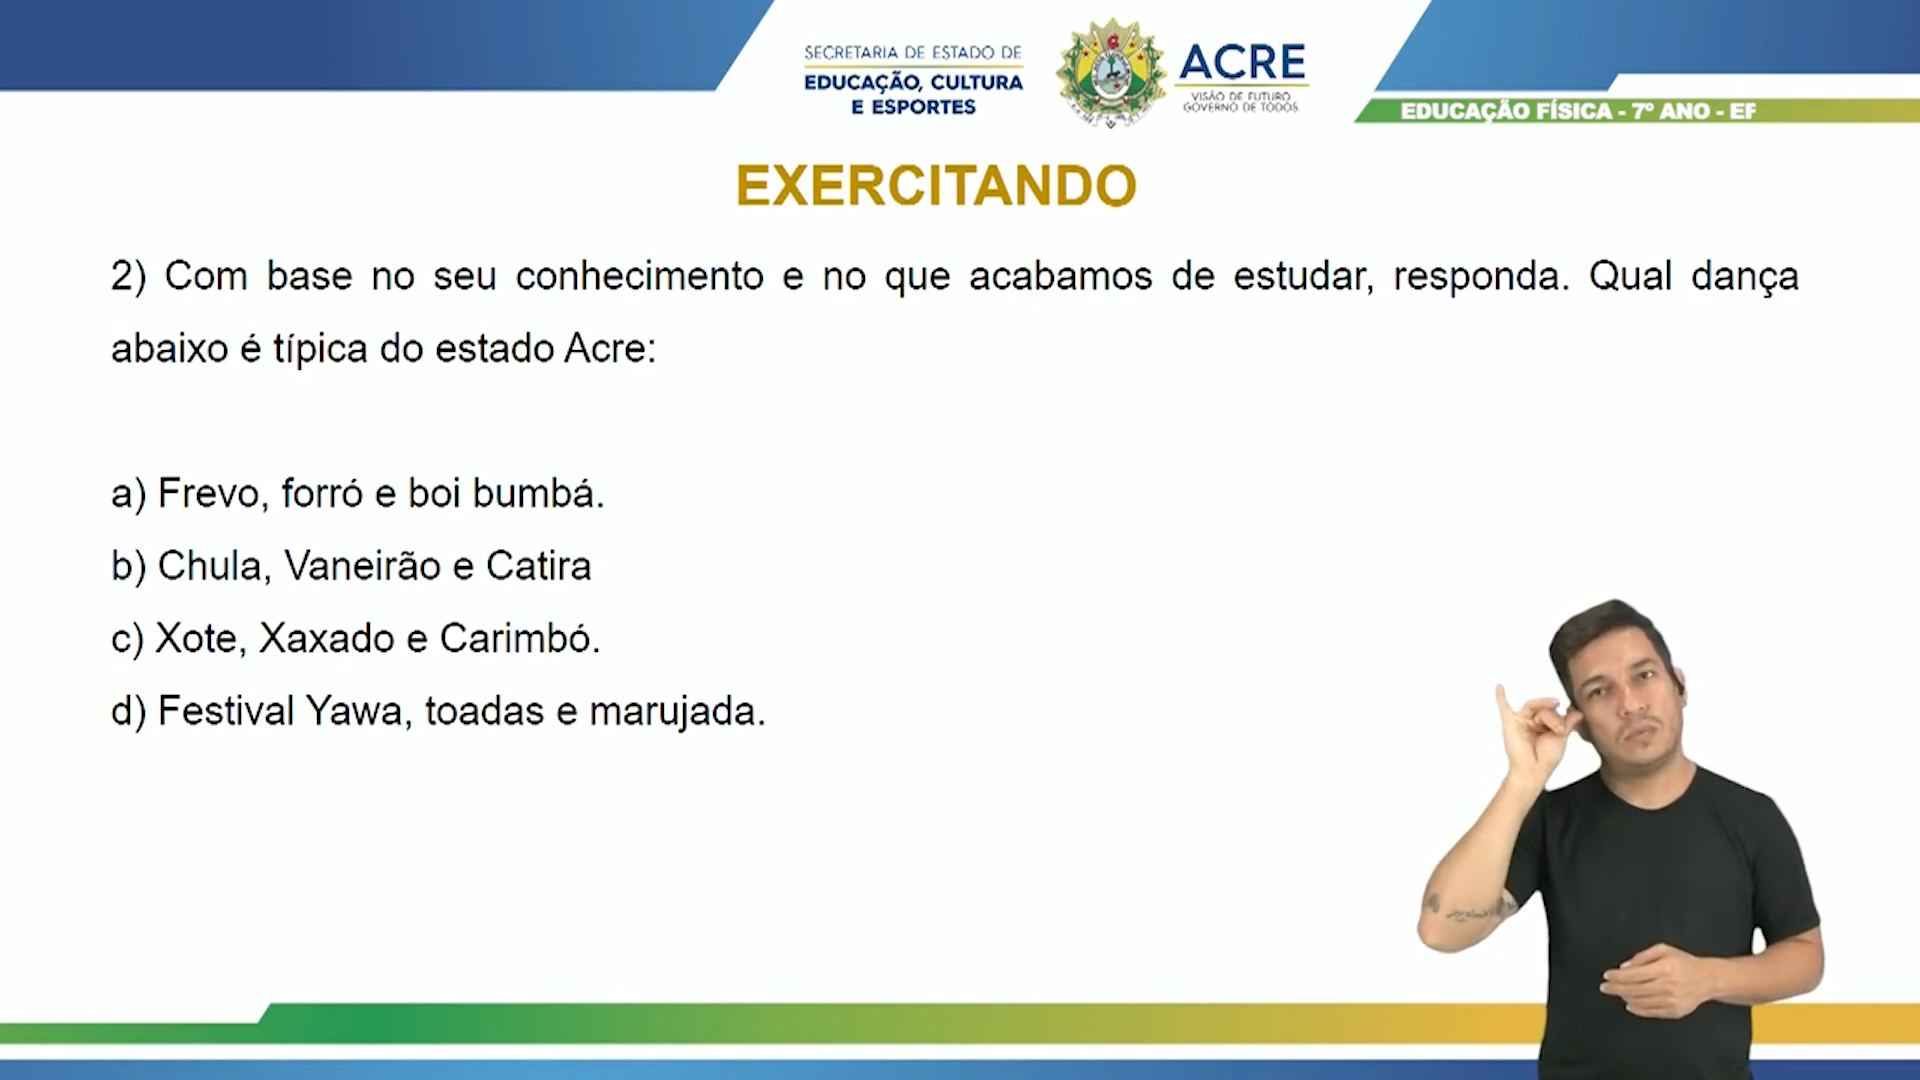 SECRETARIA DE ESTADO DE
EDUCAÇÃO, CULTURA
E ESPORTES
ACRE
VISÃO DE FUTURO
GOVERNO DE TODOS
EDUCAÇÃO FÍSICA - 7º ANO - EF
EXERCITANDO
2) Com base no seu conhecimento e no que acabamos de estudar, responda. Qual dança
abaixo é típica do estado Acre:
a) Frevo, forró e boi bumbá.
b) Chula, Vaneirão e Catira
c) Xote, Xaxado e Carimbó.
d) Festival Yawa, toadas e marujada.